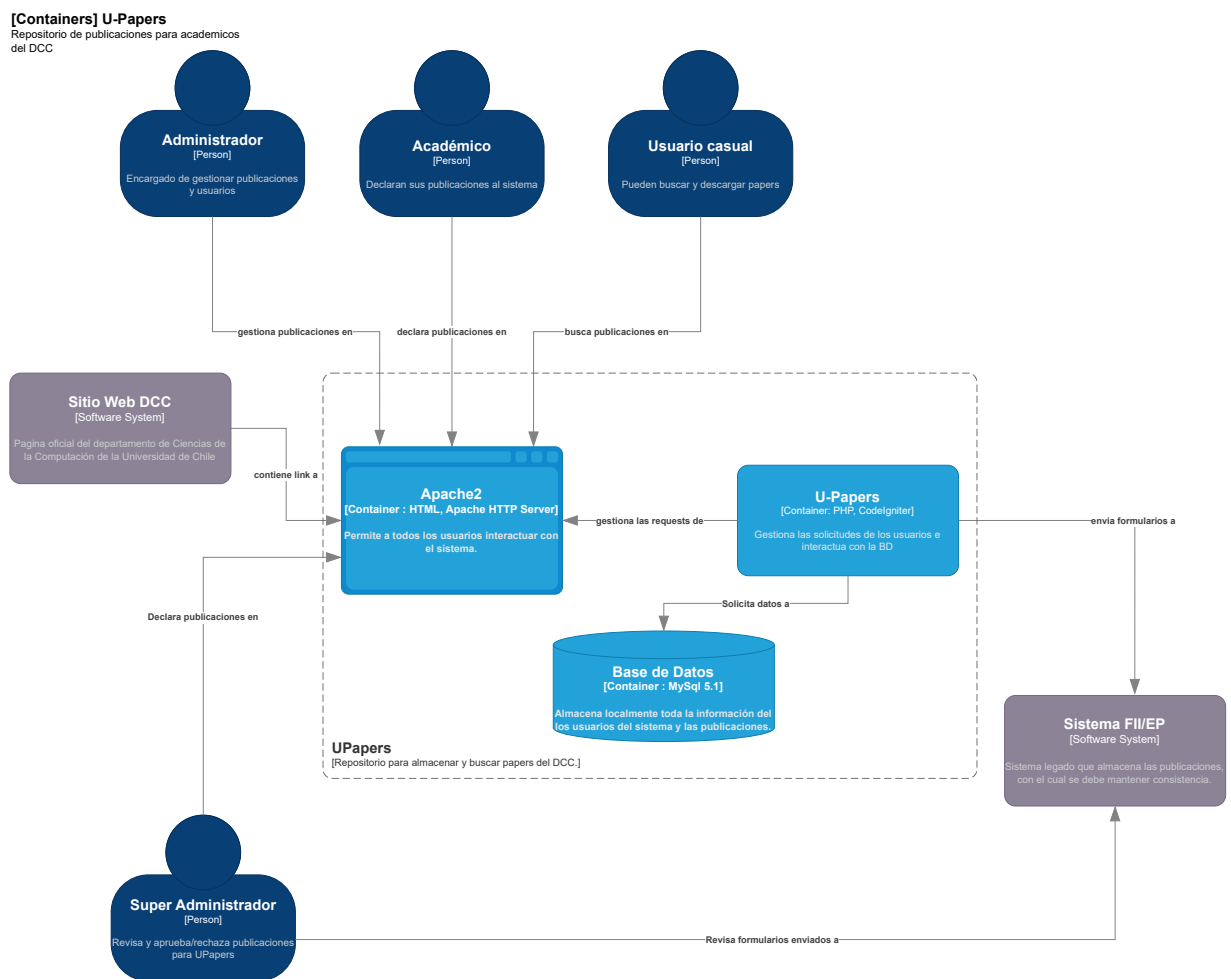 [Containers] U-Papers
Repositorio de publicaciones para academicos
del DCC
Administrador
[Person]
Encargado de gestionar publicaciones
y usuarios
Académico
[Person]
Declaran sus publicaciones al sistema
Usuario casual
[Person]
Pueden buscar y descargar papers
gestiona publicaciones en
declara publicaciones en
busca publicaciones en
Sitio Web DCC
[Software System]
Pagina oficial del departamento de Ciencias de
la Computación de la Universidad de Chile
contiene link a
Apache2
[Container : HTML, Apache HTTP Server]
Permite a todos los usuarios interactuar con
el sistema.
gestiona las requests de
U-Papers
[Container: PHP, CodeIgniter]
Gestiona las solicitudes de los usuarios e
interactua con la BD
envia formularios a
Solicita datos a
Declara publicaciones en
Base de Datos
[Container : MySql 5.1]
Almacena localmente toda la información del
los usuarios del sistema y las publicaciones.
UPapers
[Repositorio para almacenar y buscar papers del DCC.]
Sistema FII/EP
[Software System]
Sistema legado que almacena las publicaciones,
con el cual se debe mantener consistencia.
Super Administrador
[Person]
Revisa y aprueba/rechaza publicaciones
para UPapers
Revisa formularios enviados a